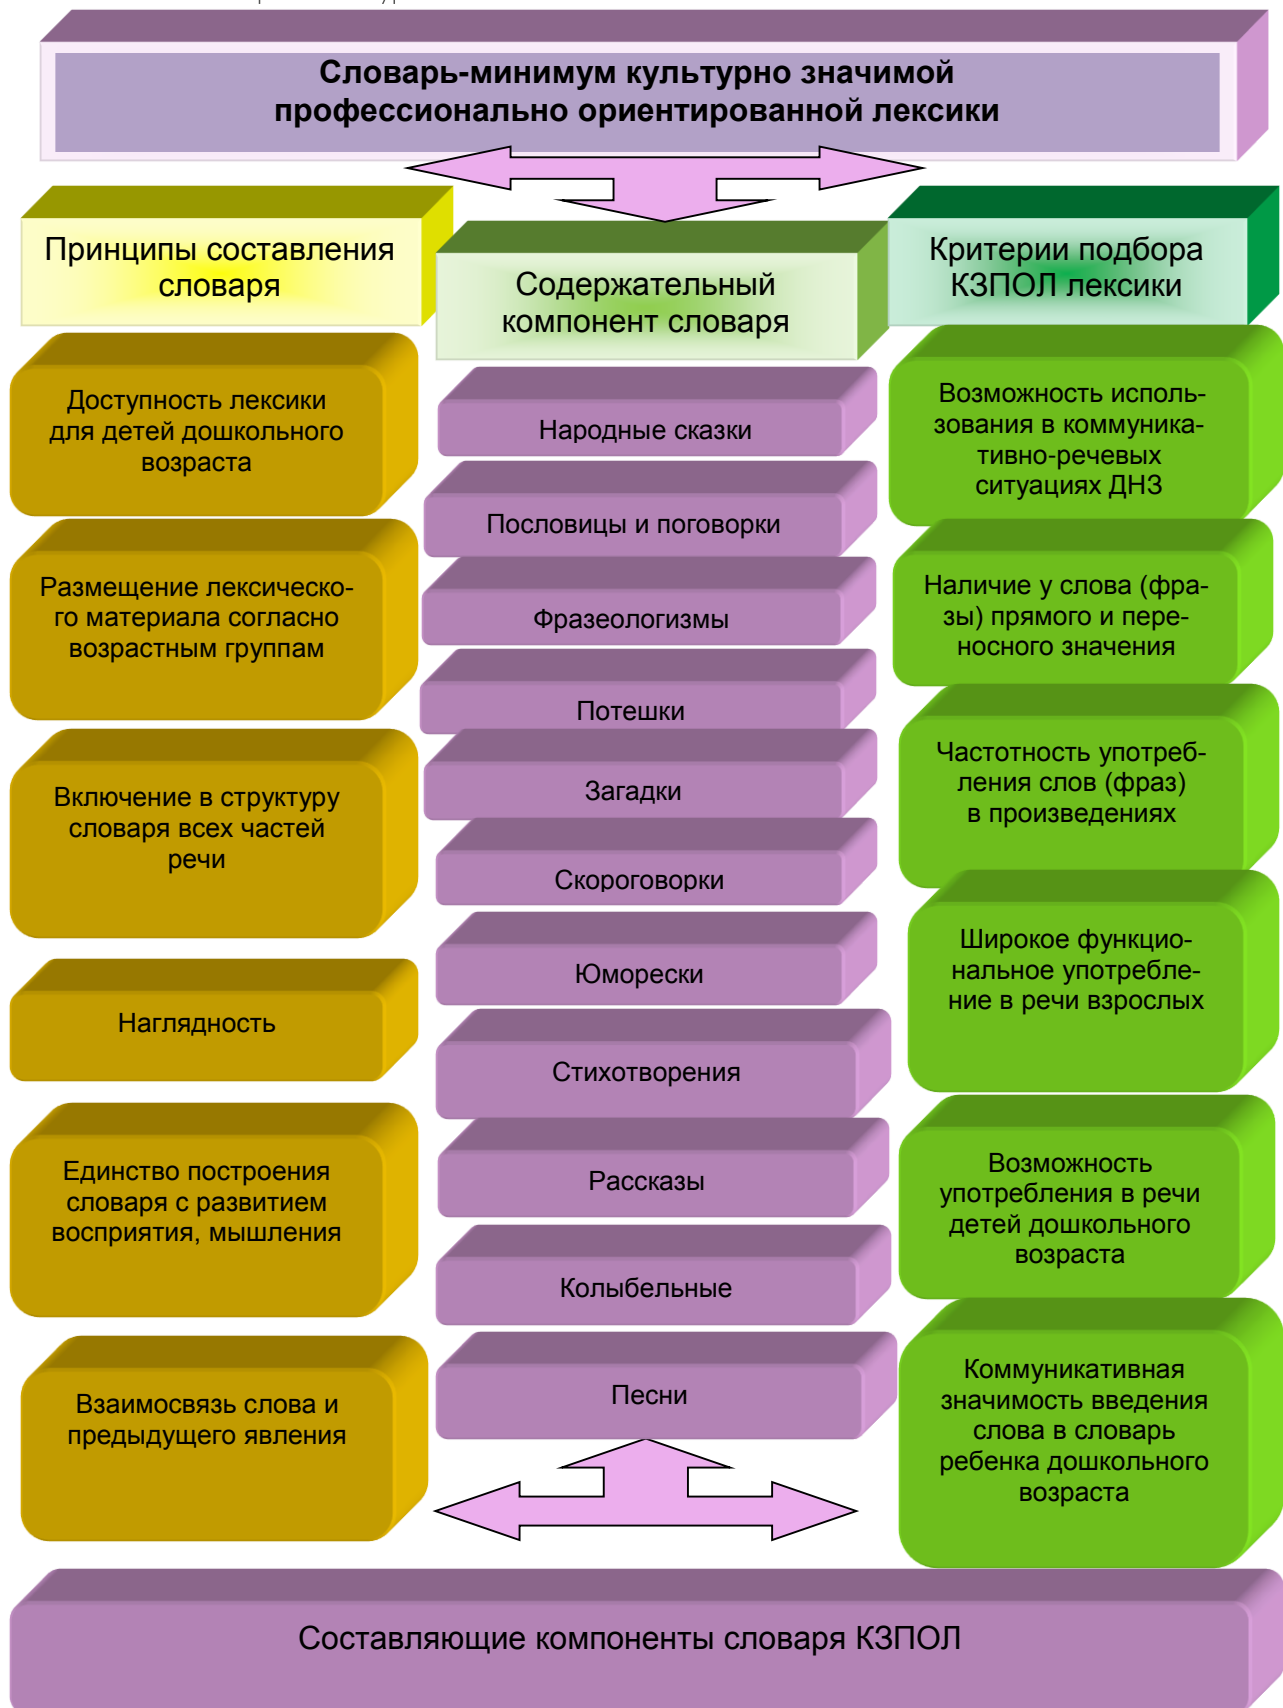 Словарь-минимум культурно значимой
профессионально ориентированной лексики
Принципы составления
словаря
Доступность лексики
для детей дошкольного
возраста
Размещение лексическо-
го материала согласно
возрастным группам
Включение в структуру
словаря всех частей
речи
Наглядность
Единство построения
словаря с развитием
восприятия, мышления
Взаимосвязь слова и
предыдущего явления
Содержательный
компонент словаря
Народные сказки
Пословицы и поговорки
Фразеологизмы
Потешки
Загадки
Скороговорки
Юморески
Стихотворения
Рассказы
Колыбельные
Песни
Критерии подбора
КЗПОЛ лексики
Возможность исполь-
зования в коммуника-
тивно-речевых
ситуациях ДНЗ
Наличие у слова (фра-
зы) прямого и пере-
носного значения
Частотность употреб-
ления слов (фраз)
в произведениях
Широкое функцио-
нальное употребле-
ние в речи взрослых
Возможность
употребления в речи
детей дошкольного
возраста
Коммуникативная
значимость введения
слова в словарь
ребенка дошкольного
возраста
Составляющие компоненты словаря КЗПОЛ